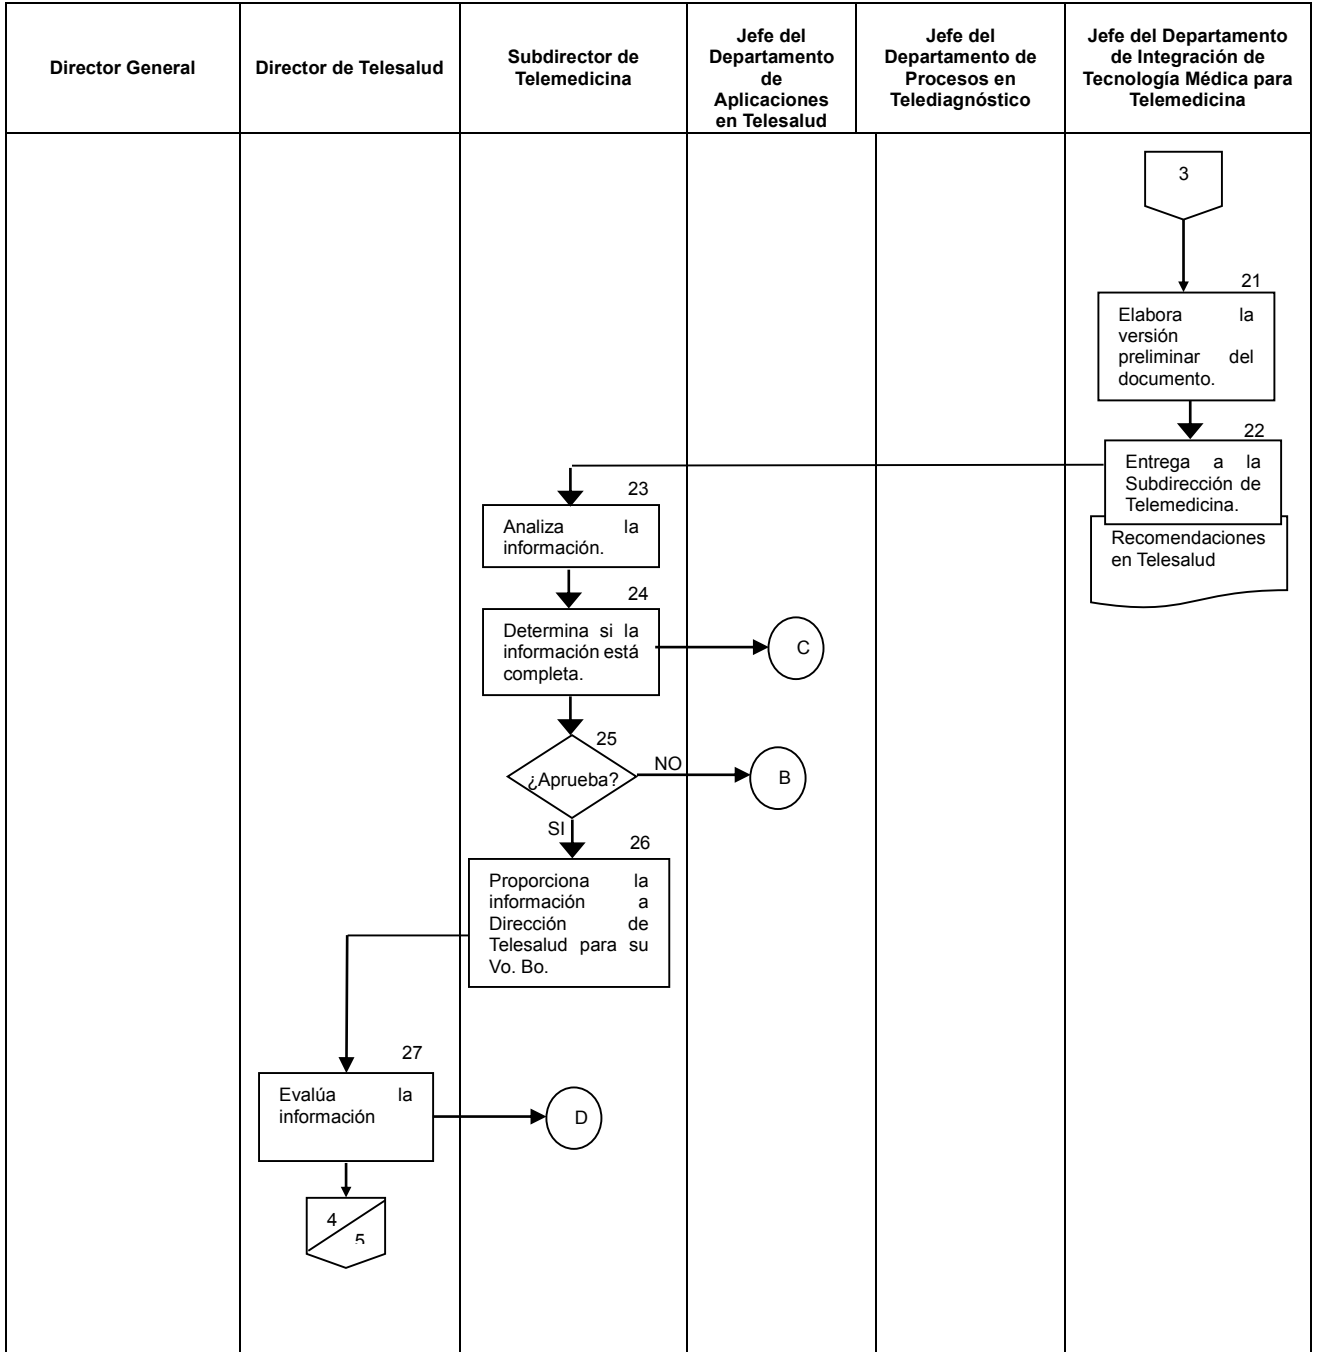 Director General
Director de Telesalud
Subdirector de
Telemedicina
Jefe del
Departamento
de
Aplicaciones
en Telesalud
Jefe del
Departamento de
Procesos en
Telediagnóstico
Jefe del Departamento
de Integración de
Tecnología Médica para
Telemedicina
3
21
Elabora la
versión
preliminar del
documento.
22
Entrega a la
Subdirección de
Telemedicina.
Recomendaciones
en Telesalud
23
Analiza la
información.
24
Determina si la
información está
completa.
C
25
¿Aprueba?
NO
B
SI
26
Proporciona la
información a
Dirección de
Telesalud para su
Vo. Bo.
27
Evalúa la
información
D
4
5